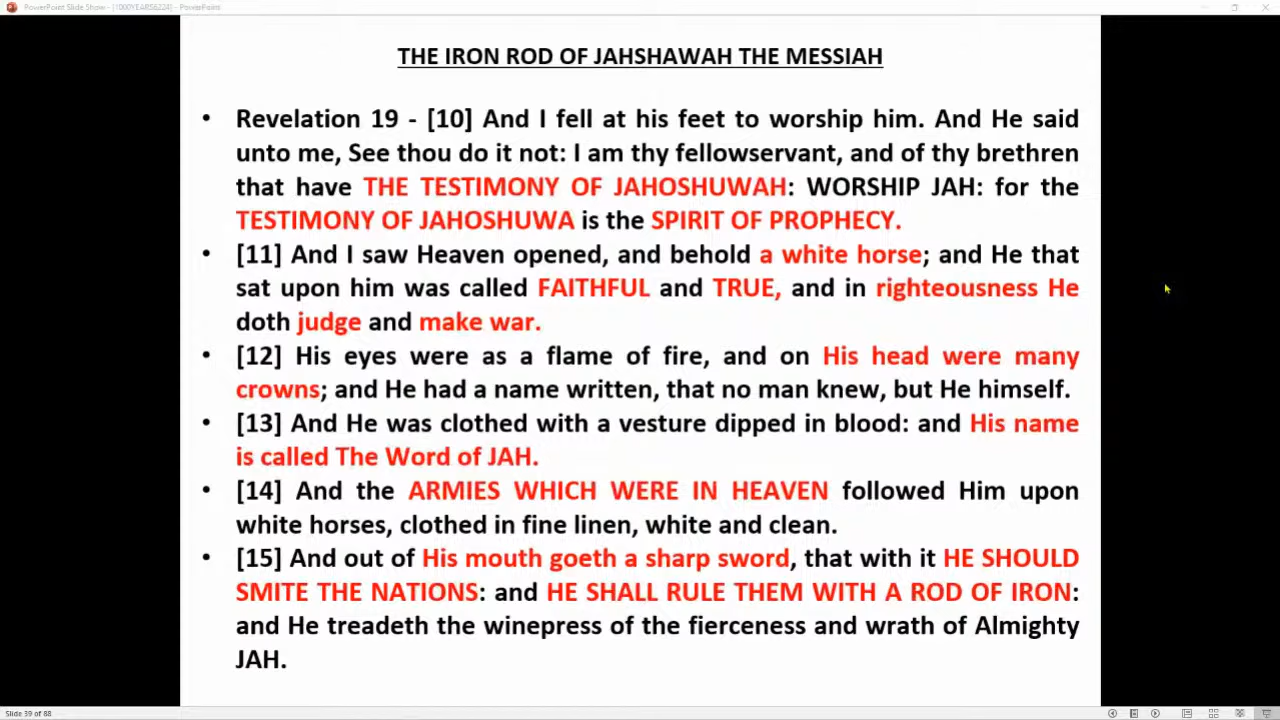 PowerPoint Slide Show - [1000YEARS6224] - PowerPoint
THE IRON ROD OF JAHSHAWAH THE MESSIAH
• Revelation 19 - [10] And I fell at his feet to worship him. And He said
unto me, See thou do it not: I am thy fellowservant, and of thy brethren
that have THE TESTIMONY OF JAHOSHUWAH: WORSHIP JAH: for the
TESTIMONY OF JAHOSHUWA is the SPIRIT OF PROPHECY.
• [11] And I saw Heaven opened, and behold a white horse; and He that
sat upon him was called FAITHFUL and TRUE, and in righteousness He
doth judge and make war.
• [12] His eyes were as a flame of fire, and on His head were many
crowns; and He had a name written, that no man knew, but He himself.
• [13] And He was clothed with a vesture dipped in blood: and His name
is called The Word of JAH.
• [14] And the ARMIES WHICH WERE IN HEAVEN followed Him upon
white horses, clothed in fine linen, white and clean.
• [15] And out of His mouth goeth a sharp sword, that with it HE SHOULD
SMITE THE NATIONS: and HE SHALL RULE THEM WITH A ROD OF IRON:
and He treadeth the winepress of the fierceness and wrath of Almighty
JAH.
Slide 39 of 88